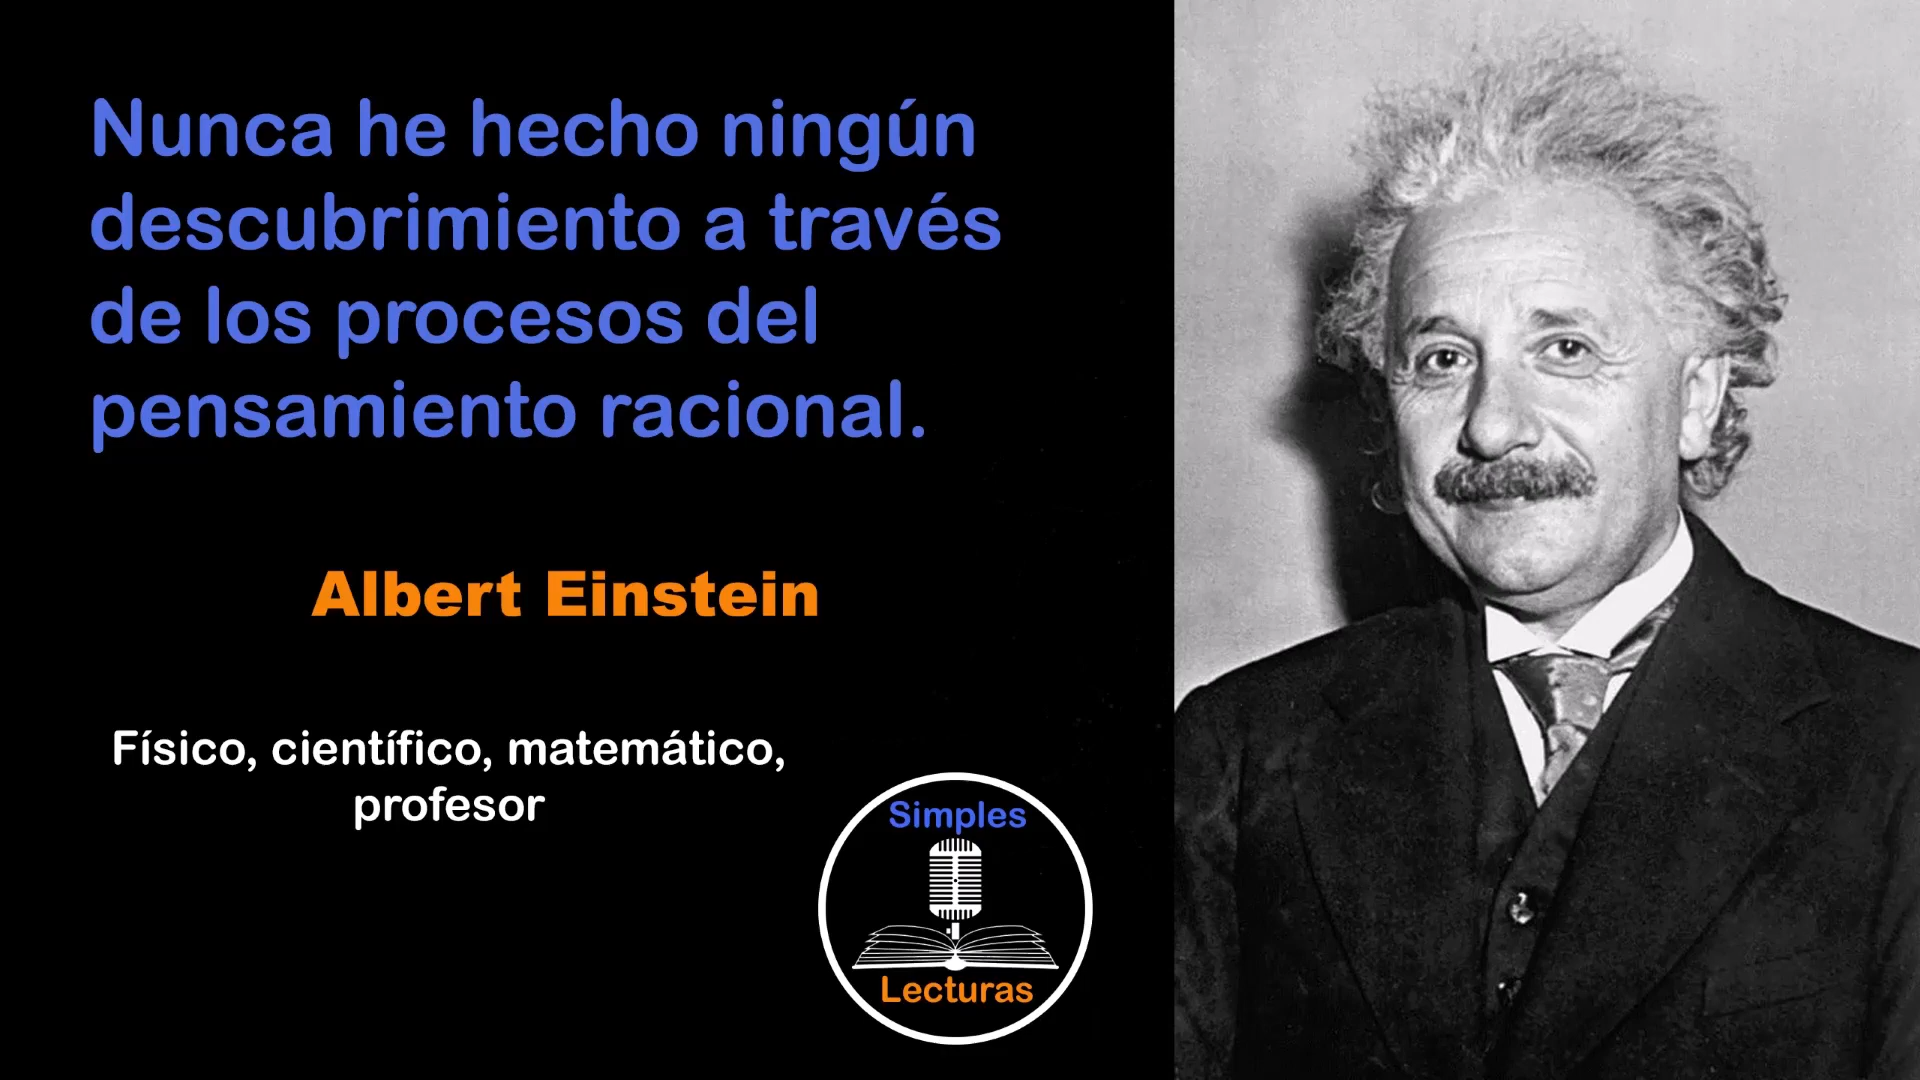 Nunca he hecho ningún
descubrimiento a través
de los procesos del
pensamiento racional.
Albert Einstein
Físico, científico, matemático,
profesor
Simples
Lecturas